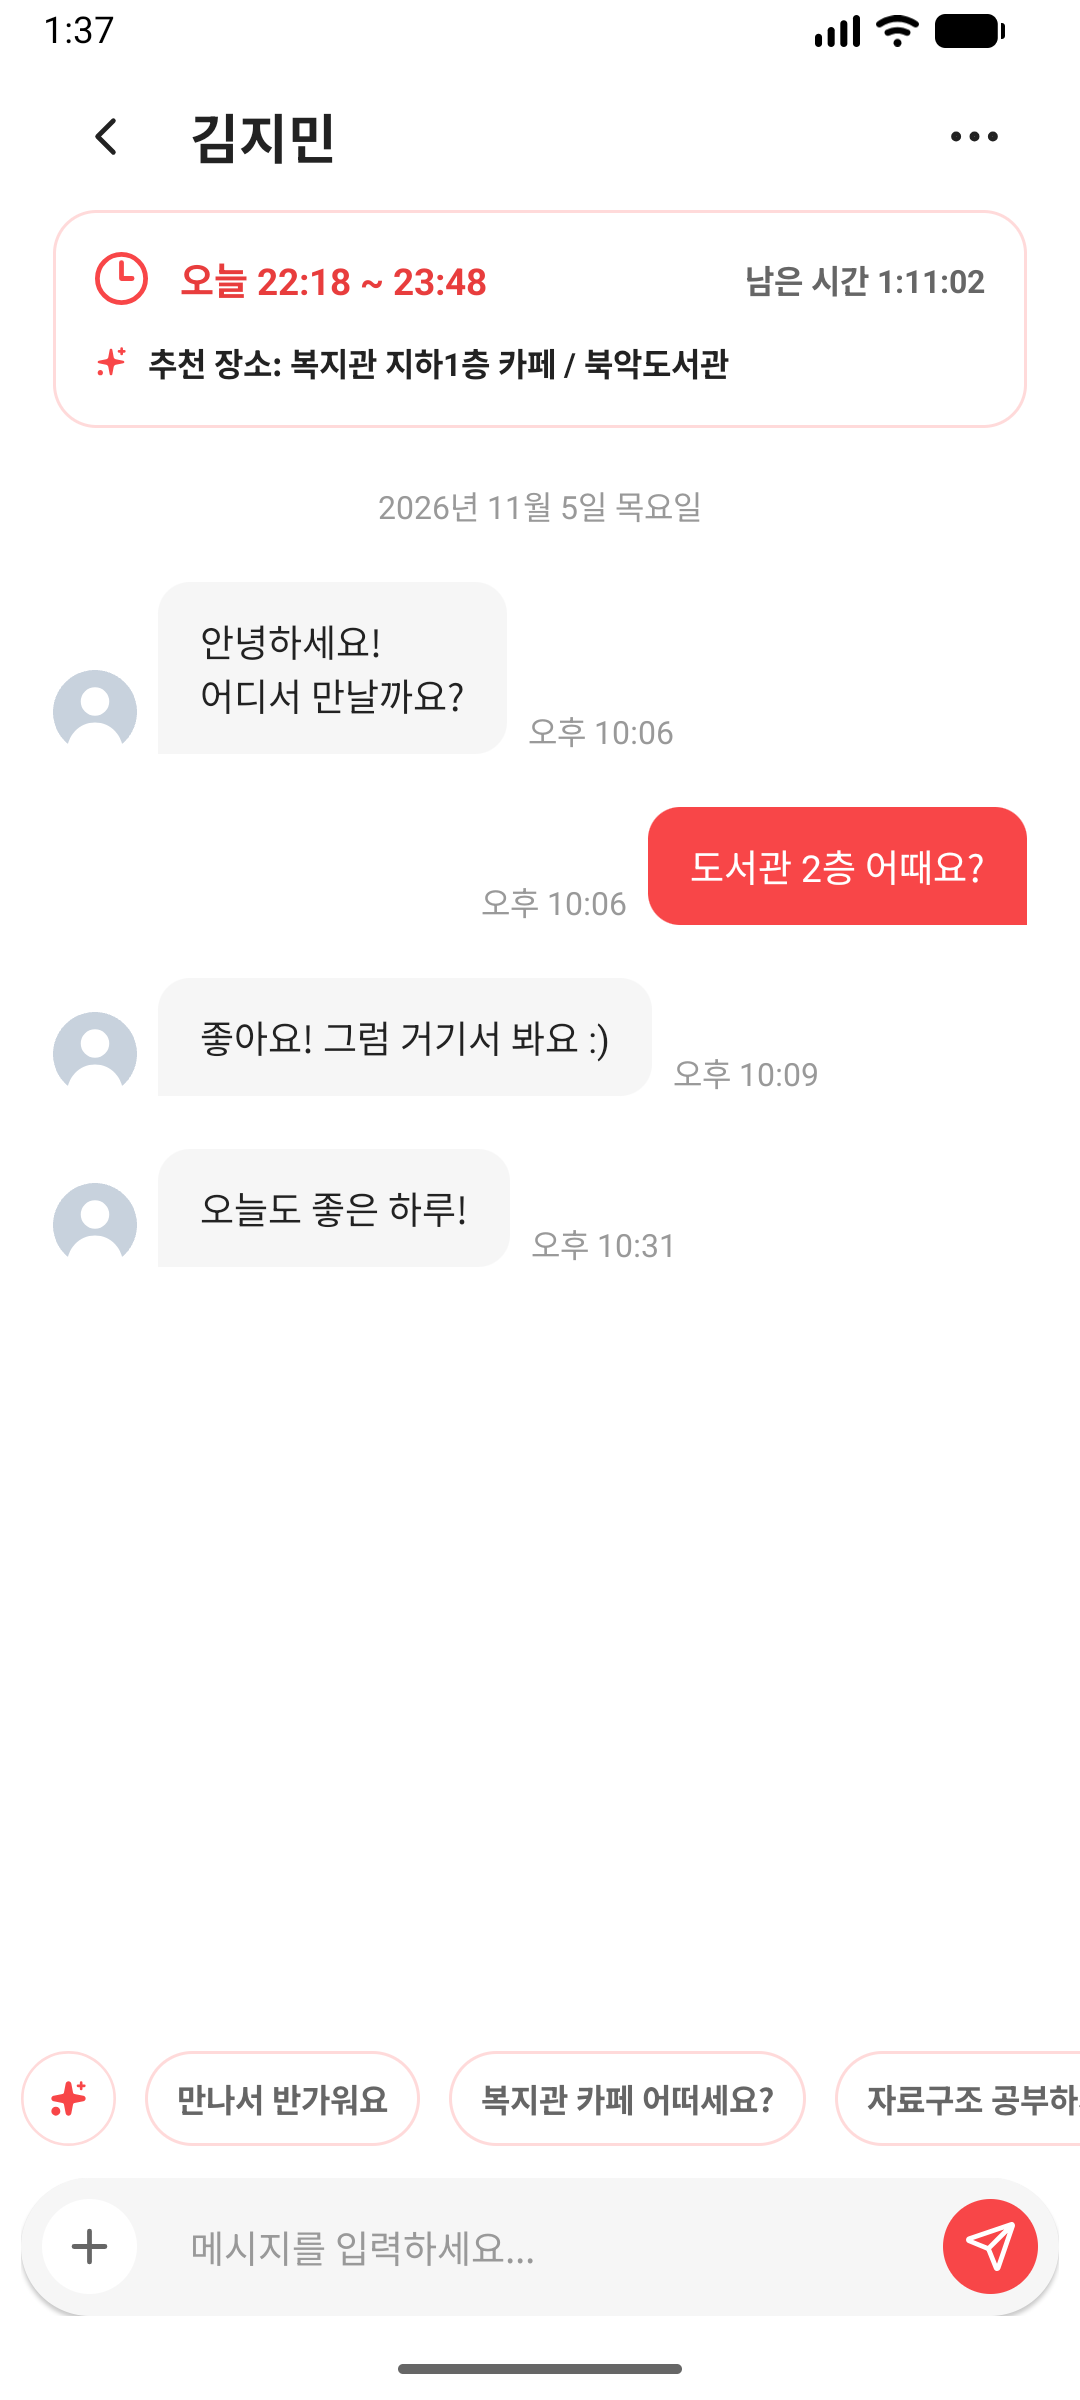 1:37
김지민
오늘 22:18 ~ 23:48
남은 시간 1:11:02
추천 장소: 복지관 지하1층 카페 / 북악도서관
2026년 11월 5일 목요일
안녕하세요!
어디서 만날까요?
오후 10:06
도서관 2층 어때요?
오후 10:06
좋아요! 그럼 거기서 봐요 :)
오후 10:09
오늘도 좋은 하루!
오후 10:31
만나서 반가워요
복지관 카페 어떠세요?
자료구조 공부하
메시지를 입력하세요...